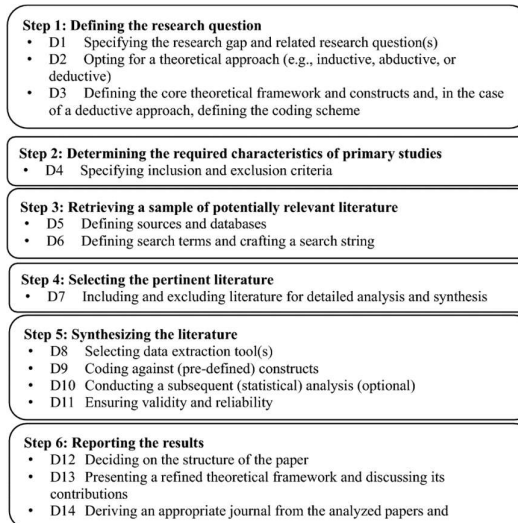 Step 1: Defining the research question
• D1 Specifying the research gap and related research question(s)
• D2 Opting for a theoretical approach (e.g., inductive, abductive, or
deductive)
• D3 Defining the core theoretical framework and constructs and, in the
case of a deductive approach, defining the coding scheme
Step 2: Determining the required characteristics of primary studies
• D4 Specifying inclusion and exclusion criteria
Step 3: Retrieving a sample of potentially relevant literature
• D5 Defining sources and databases
• D6 Defining search terms and crafting a search string
Step 4: Selecting the pertinent literature
• D7 Including and excluding literature for detailed analysis and synthesis
Step 5: Synthesizing the literature
• D8 Selecting data extraction tool(s)
• D9 Coding against (pre-defined) constructs
• D10 Conducting a subsequent (statistical) analysis (optional)
• D11 Ensuring validity and reliability
Step 6: Reporting the results
• D12 Deciding on the structure of the paper
• D13 Presenting a refined theoretical framework and discussing its
contributions
• D14 Deriving an appropriate journal from the analyzed papers and